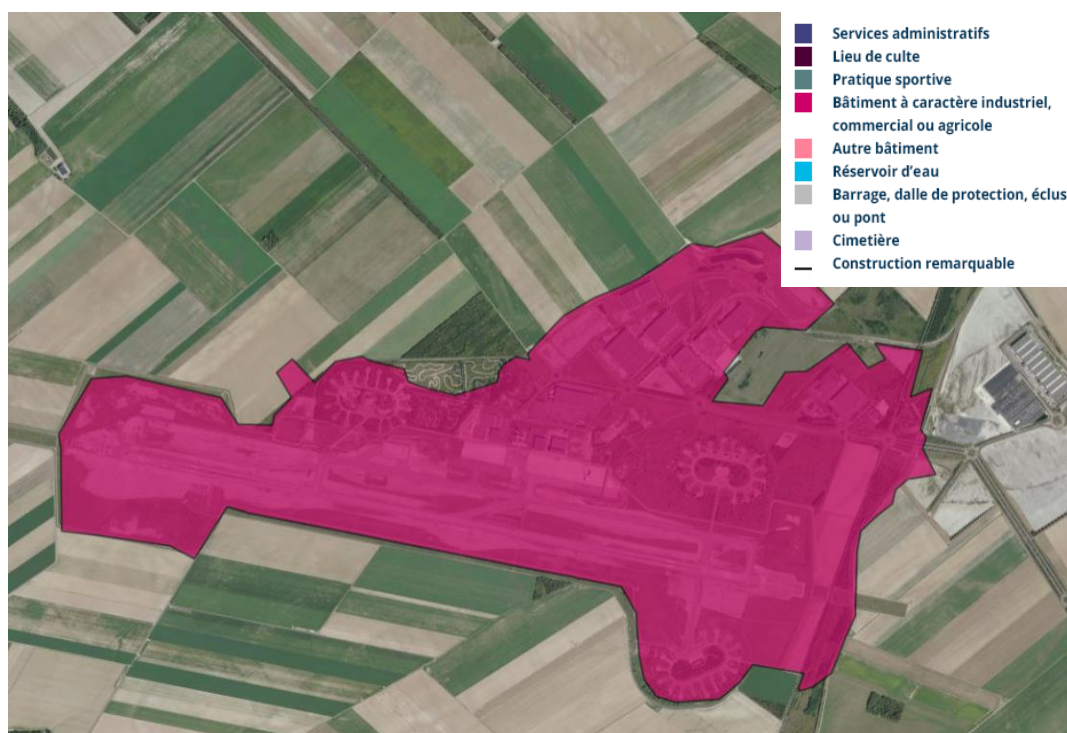 Services administratifs
Lieu de culte
Pratique sportive
Bâtiment à caractère industriel,
commercial ou agricole
Autre bâtiment
Réservoir d'eau
Barrage, dalle de protection, éclus
ou pont
Cimetière
Construction remarquable